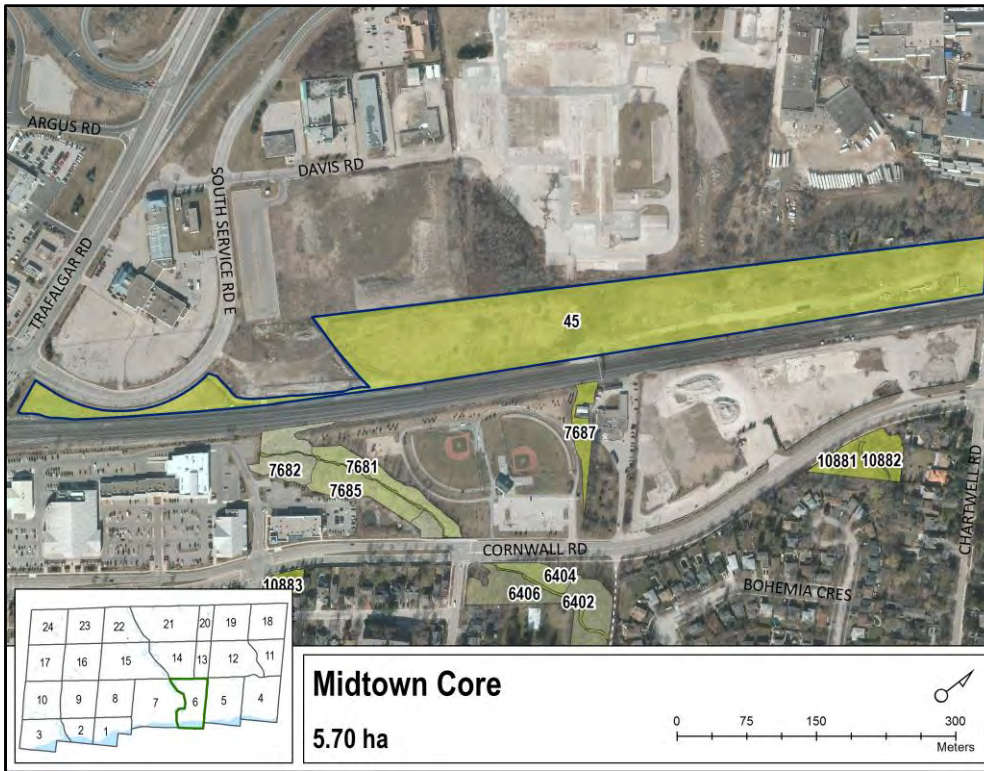 ARGUS RD
DAVIS RD
SOUTH SERVICE RD E
TRAFALGAR RD
45
7687
7682
7681
7685
10881
10882
CHARTWELL RD
CORNWALL RD
10883
6404
6406
6402
BOHEMIA CRES
24 23 22 21 20 19 18
17 16 15 14 13 12 11
10 9 8 7 6 5 4
3 2 1
Midtown Core
5.70 ha
0 75 150 300
Meters